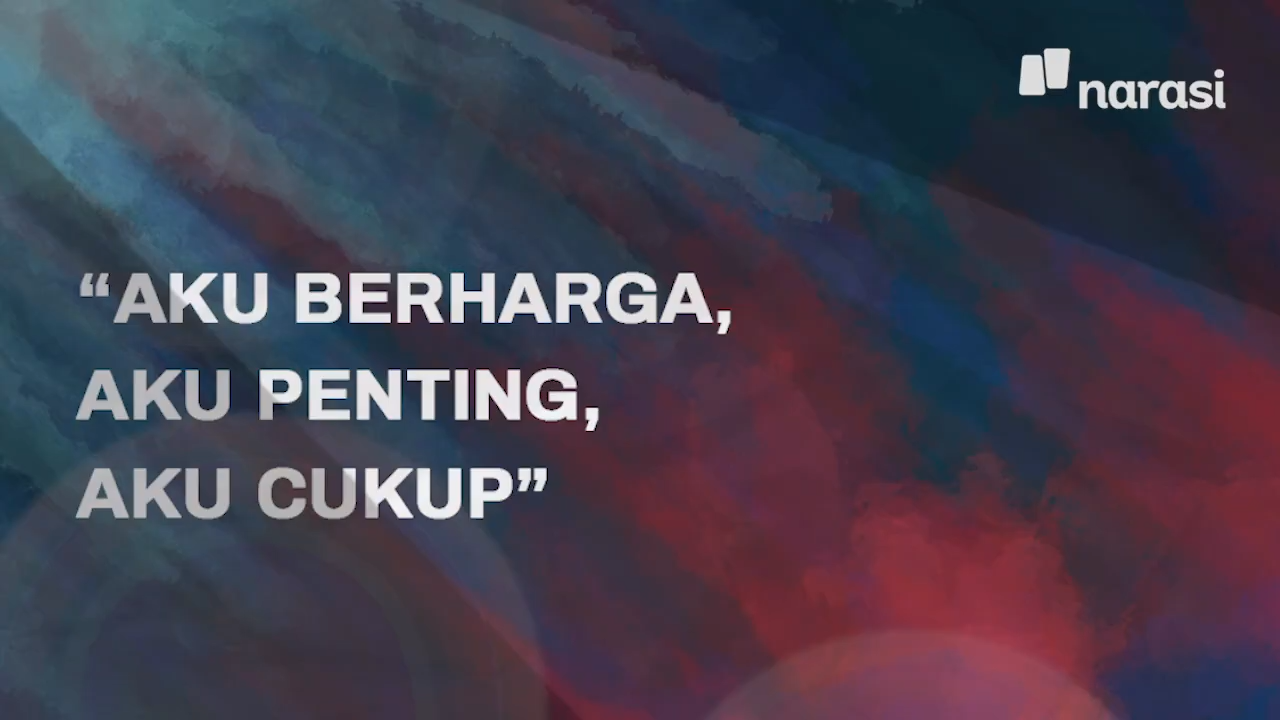 narasi
“AKU BERHARGA,
AKU PENTING,
AKU CUKUP”